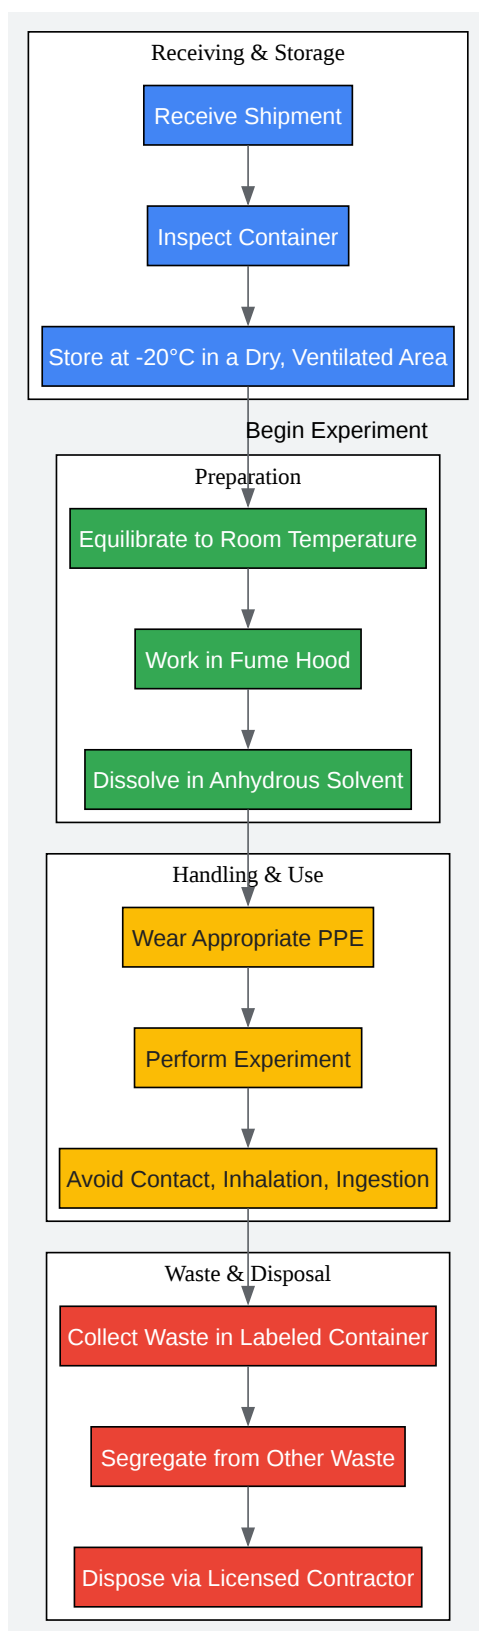 Receiving & Storage
Receive Shipment
Inspect Container
Store at -20°C in a Dry, Ventilated Area
Begin Experiment
Preparation
Equilibrate to Room Temperature
Work in Fume Hood
Dissolve in Anhydrous Solvent
Handling & Use
Wear Appropriate PPE
Perform Experiment
Avoid Contact, Inhalation, Ingestion
Waste & Disposal
Collect Waste in Labeled Container
Segregate from Other Waste
Dispose via Licensed Contractor